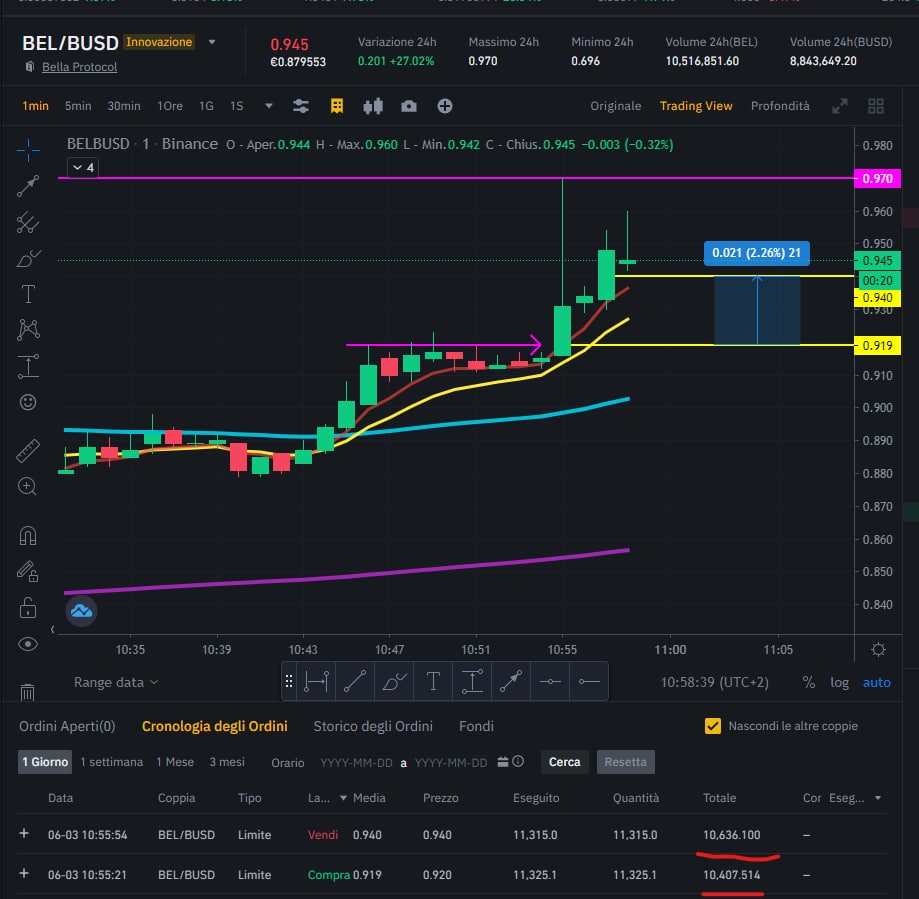 BEL/BUSD Innovazione
Bella Protocol
0.945
€0.879553
Variazione 24h
0.201 +27.02%
Massimo 24h
0.970
Minimo 24h
0.696
Volume 24h(BEL)
10,516,851.60
Volume 24h(BUSD)
8,843,649.20
1min 5min 30min 1Ore 1G 1S Originale Trading View Profondità
BELBUSD · 1 · Binance O - Aper.0.944 H - Max.0.960 L - Min.0.942 C - Chius.0.945 −0.003 (−0.32%)
4
0.980
0.970
0.960
0.950
0.021 (2.26%) 21
0.945
00:20
0.940
0.930
0.919
0.910
0.900
0.890
0.880
0.870
0.860
0.850
0.840
10:35 10:39 10:43 10:47 10:51 10:55 11:00 11:05
Range data 10:58:39 (UTC+2) % log auto
Ordini Aperti(0) Cronologia degli Ordini Storico degli Ordini Fondi Nascondi le altre coppie
1 Giorno 1 settimana 1 Mese 3 mesi Orario YYYY-MM-DD a YYYY-MM-DD Cerca Resetta
Data Coppia Tipo La... Media Prezzo Eseguito Quantità Totale Cor Eseg...
+ 06-03 10:55:54 BEL/BUSD Limite Vendi 0.940 0.940 11,315.0 11,315.0 10,636.100 –
+ 06-03 10:55:21 BEL/BUSD Limite Compra 0.919 0.920 11,325.1 11,325.1 10,407.514 –